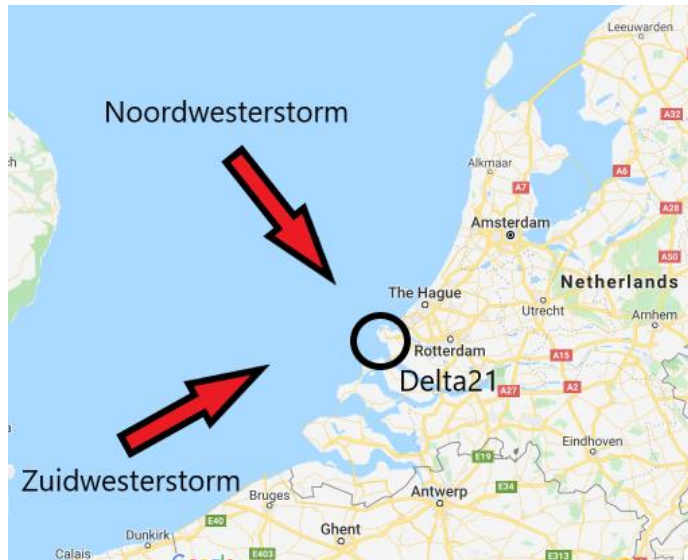 Leeuwarden
Noordwesterstorm
A32
Alkmaar
A6
A7
A28
Amsterdam
A50
Netherlands
The Hague
Utrecht
Arnhem
Rotterdam
A15
Delta21
A27
A2
Eindhoven
E19
Zuidwesterstorm
Bruges
Antwerp
E34
E40
Dunkirk
Ghent
Calais
Google
E403
E313